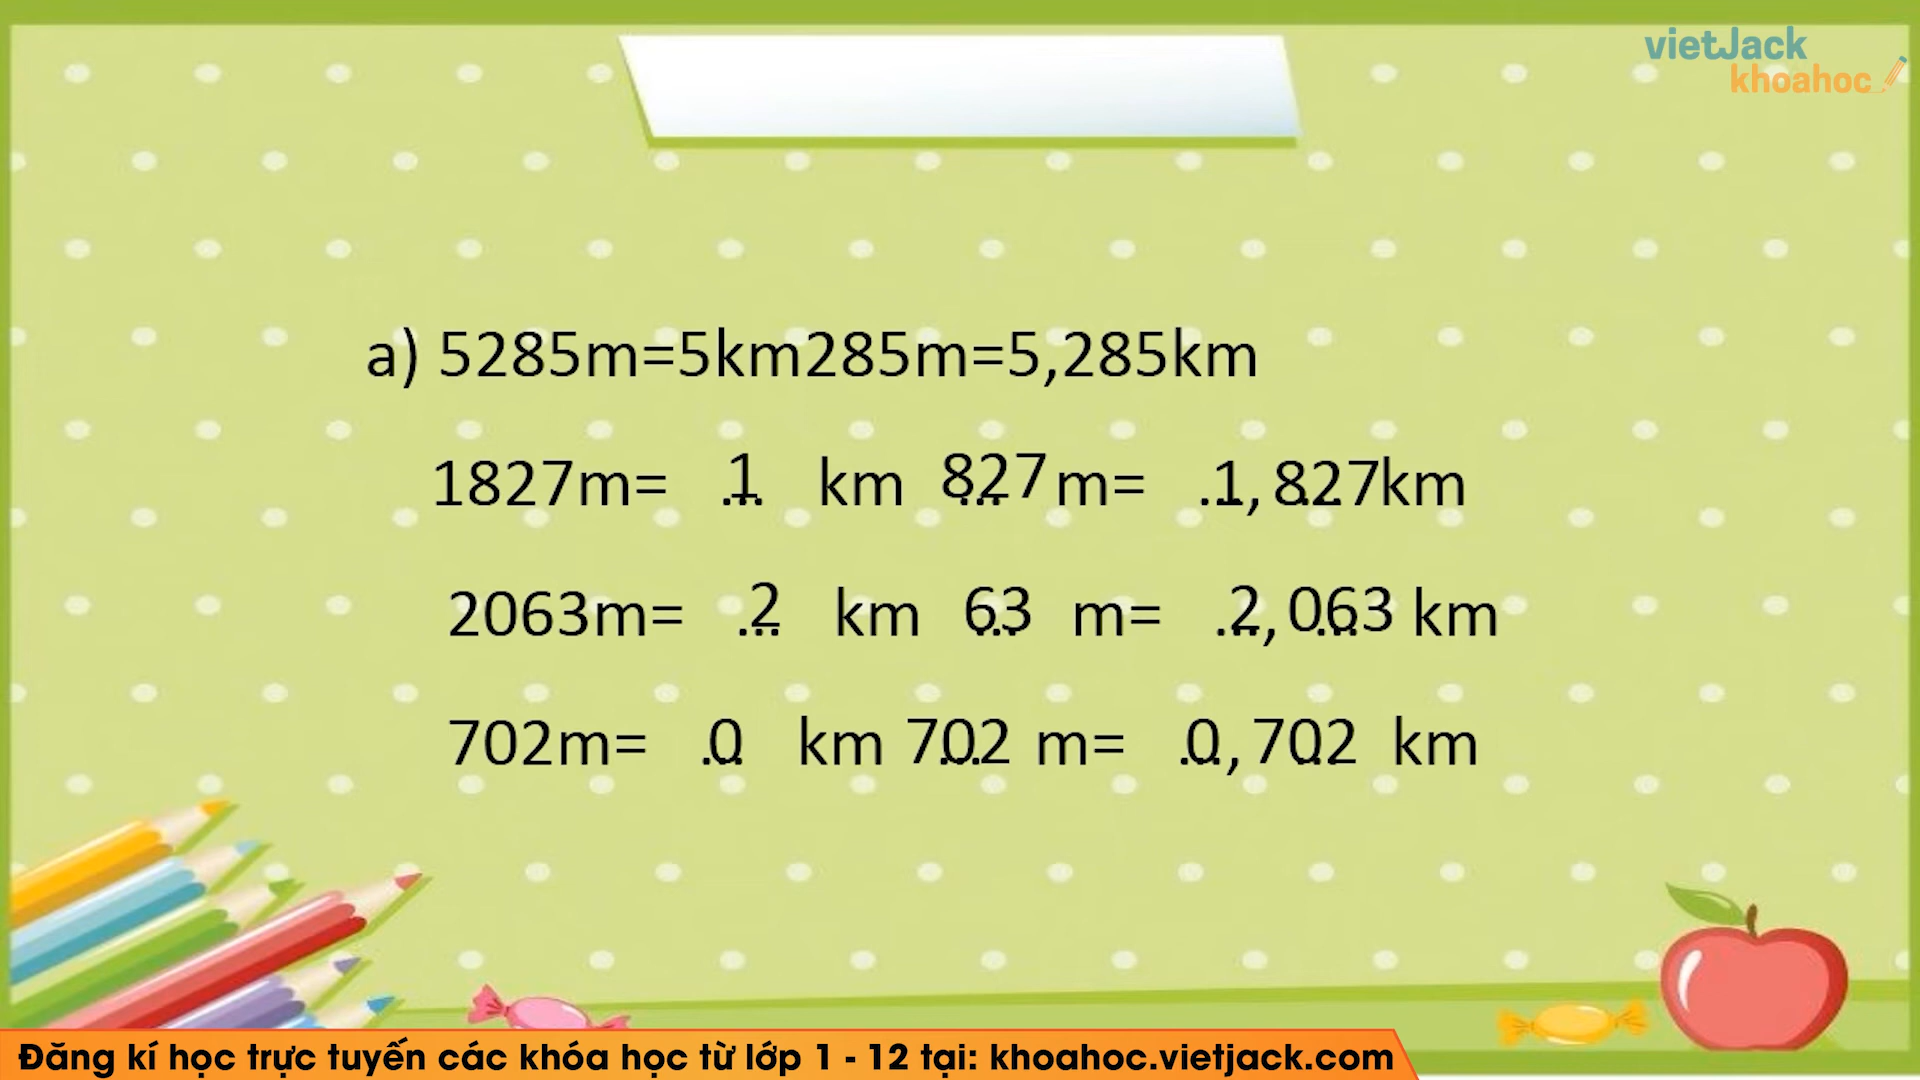 vietJack
khoahoc
a) 5285m=5km285m=5,285km
1827m= 1 km 827 m= 1, 827km
2063m= 2 km 63 m= 2, 063 km
702m= 0 km 702 m= 0, 702 km
Đăng kí học trực tuyến các khóa học từ lớp 1 - 12 tại: khoahoc.vietjack.com